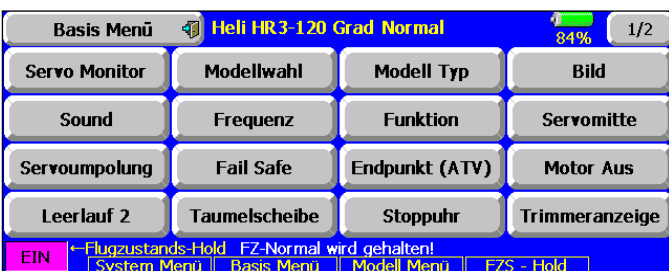 Basis Menü Heli HR3-120 Grad Normal 84% 1/2
Servo Monitor Modellwahl Modell Typ Bild
Sound Frequenz Funktion Servomitte
Servoumpolung Fail Safe Endpunkt (ATV) Motor Aus
Leerlauf 2 Taumelscheibe Stoppuhr Trimmeranzeige
EIN ←Flugzustands-Hold FZ-Normal wird gehalten!
System Menü Basis Menü Modell Menü FZS - Hold